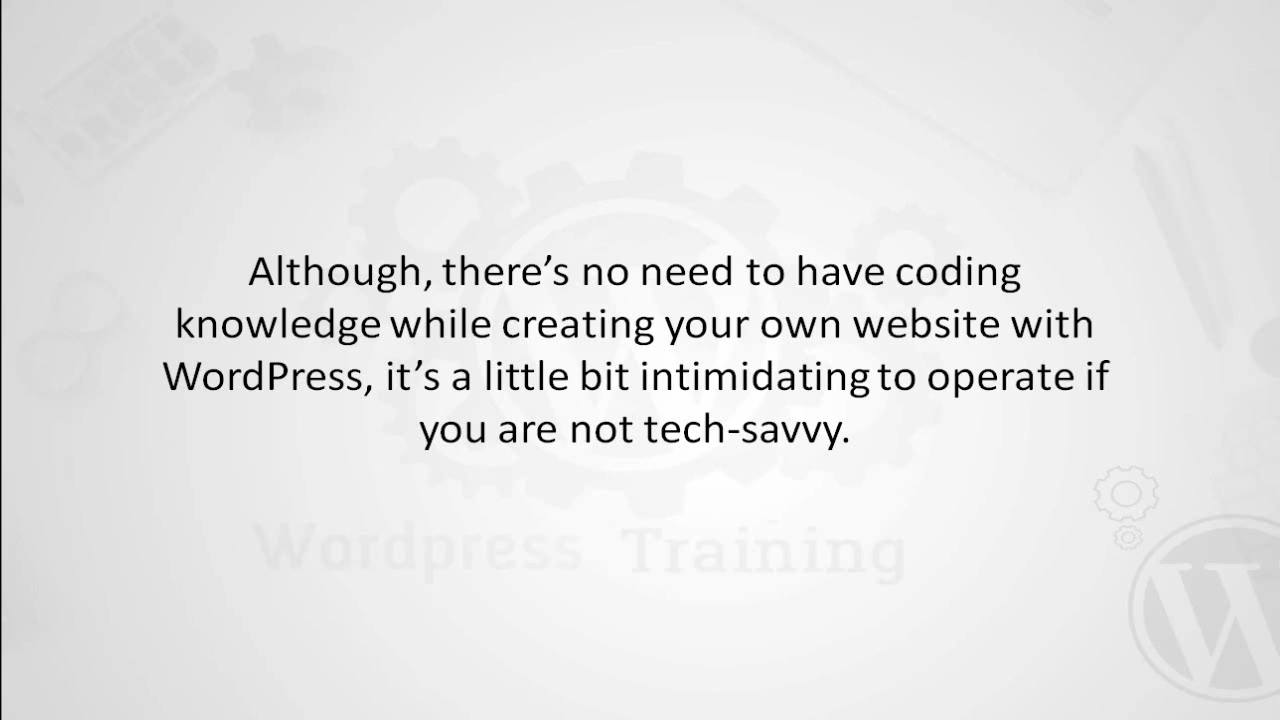 Although, there’s no need to have coding
knowledge while creating your own website with
WordPress, it’s a little bit intimidating to operate if
you are not tech-savvy.
Wordpress Training